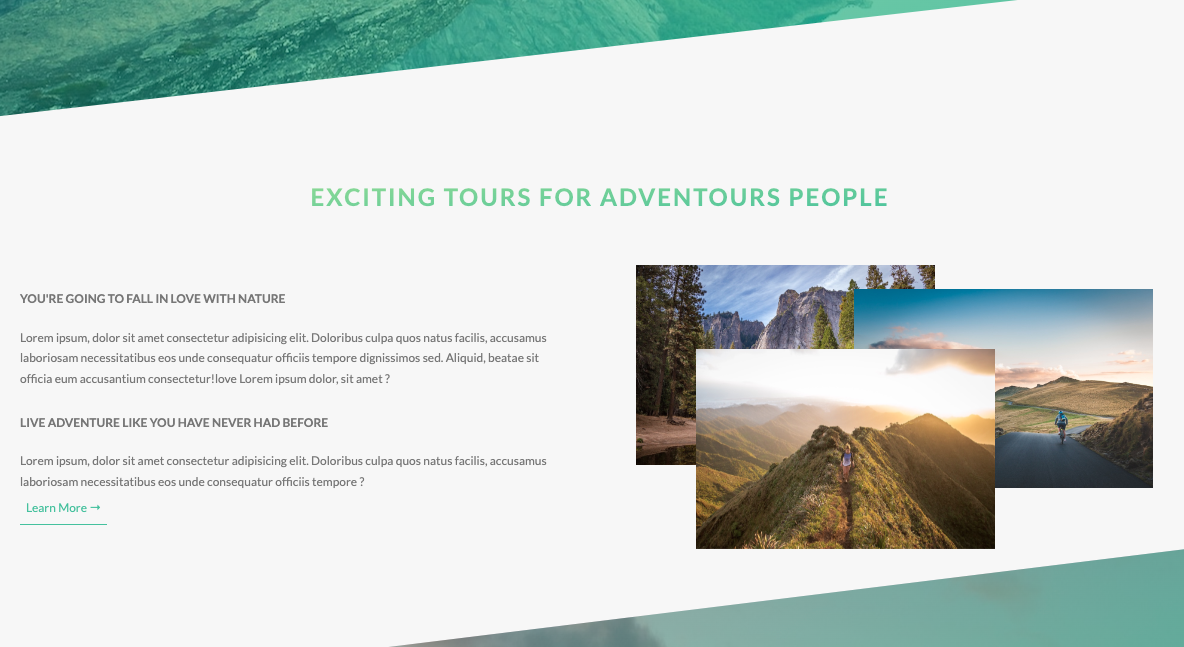 EXCITING TOURS FOR ADVENTOURS PEOPLE
YOU'RE GOING TO FALL IN LOVE WITH NATURE
Lorem ipsum, dolor sit amet consectetur adipisicing elit. Doloribus culpa quos natus facilis, accusamus
laboriosam necessitatibus eos unde consequatur officiis tempore dignissimos sed. Aliquid, beatae sit
officia eum accusantium consectetur!love Lorem ipsum dolor, sit amet ?
LIVE ADVENTURE LIKE YOU HAVE NEVER HAD BEFORE
Lorem ipsum, dolor sit amet consectetur adipisicing elit. Doloribus culpa quos natus facilis, accusamus
laboriosam necessitatibus eos unde consequatur officiis tempore ?
Learn More →